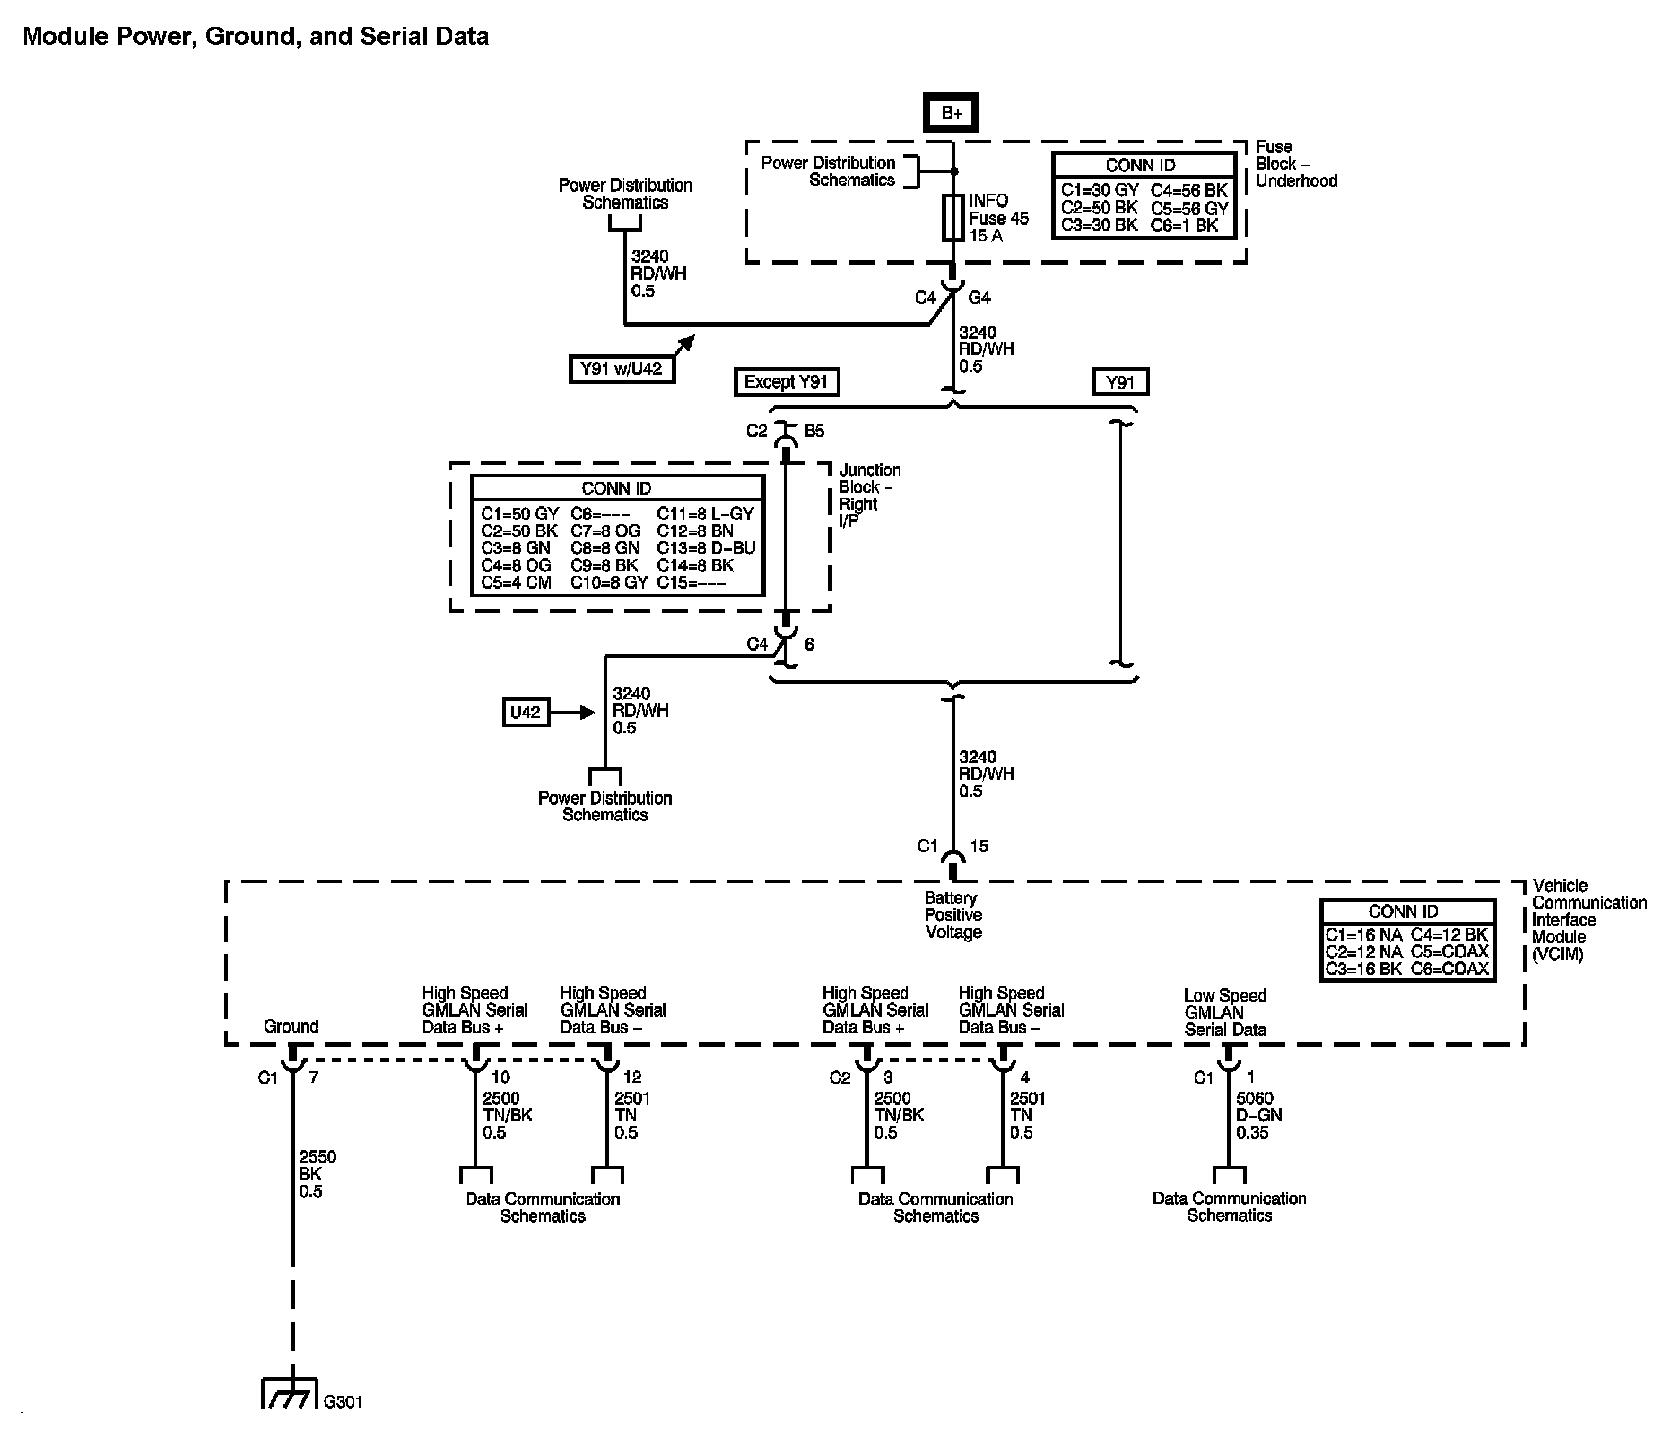 Module Power, Ground, and Serial Data
B+
Power Distribution
Schematics
INFO
Fuse 45
15 A
CONN ID
C1=30 GY C4=56 BK
C2=50 BK C5=56 GY
C3=30 BK C6=1 BK
Fuse
Block –
Underhood
Power Distribution
Schematics
3240
RD/WH
0.5
C4 G4
3240
RD/WH
0.5
Y91 w/U42
Except Y91
Y91
C2 B5
CONN ID
C1=50 GY C6=--- C11=8 L-GY
C2=50 BK C7=8 OG C12=8 BN
C3=8 GN C8=8 GN C13=8 D-BU
C4=8 OG C9=8 BK C14=8 BK
C5=4 CM C10=8 GY C15=---
Junction
Block –
Right
I/P
C4 6
U42
3240
RD/WH
0.5
Power Distribution
Schematics
3240
RD/WH
0.5
C1 15
Battery
Positive
Voltage
CONN ID
C1=16 NA C4=12 BK
C2=12 NA C5=COAX
C3=16 BK C6=COAX
Vehicle
Communication
Interface
Module
(VCIM)
Ground
High Speed
GMLAN Serial
Data Bus +
High Speed
GMLAN Serial
Data Bus –
High Speed
GMLAN Serial
Data Bus +
High Speed
GMLAN Serial
Data Bus –
Low Speed
GMLAN
Serial Data
C1 7
10
12
C2 3
4
C1 1
2500
TN/BK
0.5
2501
TN
0.5
2500
TN/BK
0.5
2501
TN
0.5
5060
D-GN
0.35
2550
BK
0.5
Data Communication
Schematics
Data Communication
Schematics
Data Communication
Schematics
G301